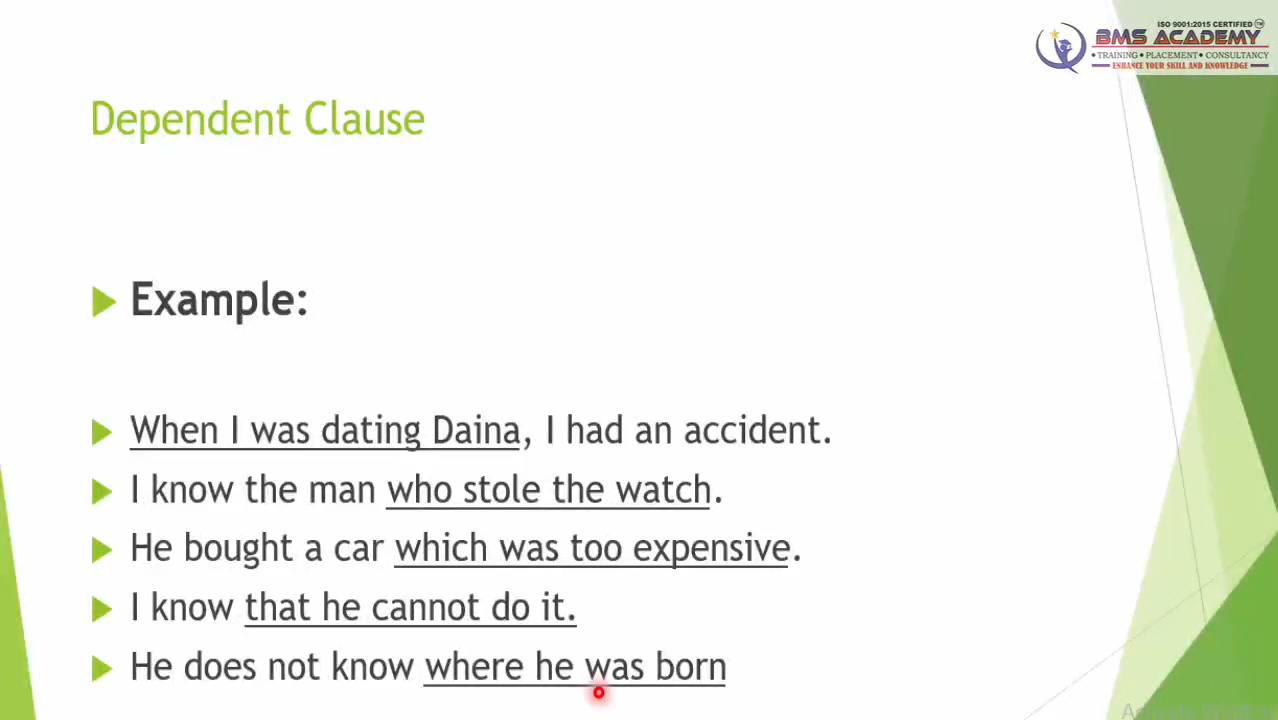 ISO 9001:2015 CERTIFIED TM
BMS ACADEMY
• TRAINING • PLACEMENT • CONSULTANCY
ENHANCE YOUR SKILL AND KNOWLEDGE
Dependent Clause
Example:
When I was dating Daina, I had an accident.
I know the man who stole the watch.
He bought a car which was too expensive.
I know that he cannot do it.
He does not know where he was born